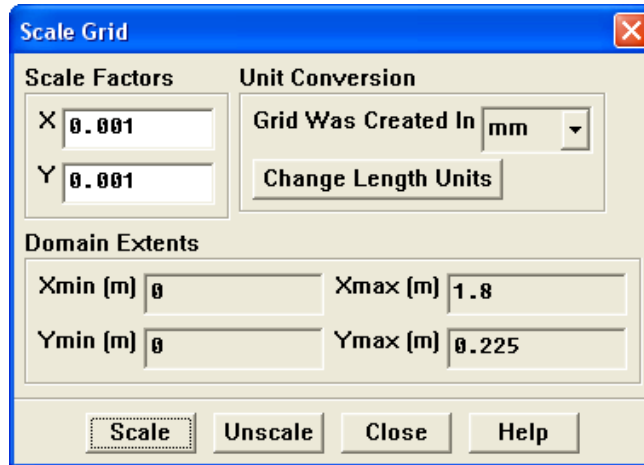 Scale Grid
Scale Factors Unit Conversion
X 0.001 Grid Was Created In mm
Y 0.001 Change Length Units
Domain Extents
Xmin (m) 0 Xmax (m) 1.8
Ymin (m) 0 Ymax (m) 0.225
Scale Unscale Close Help